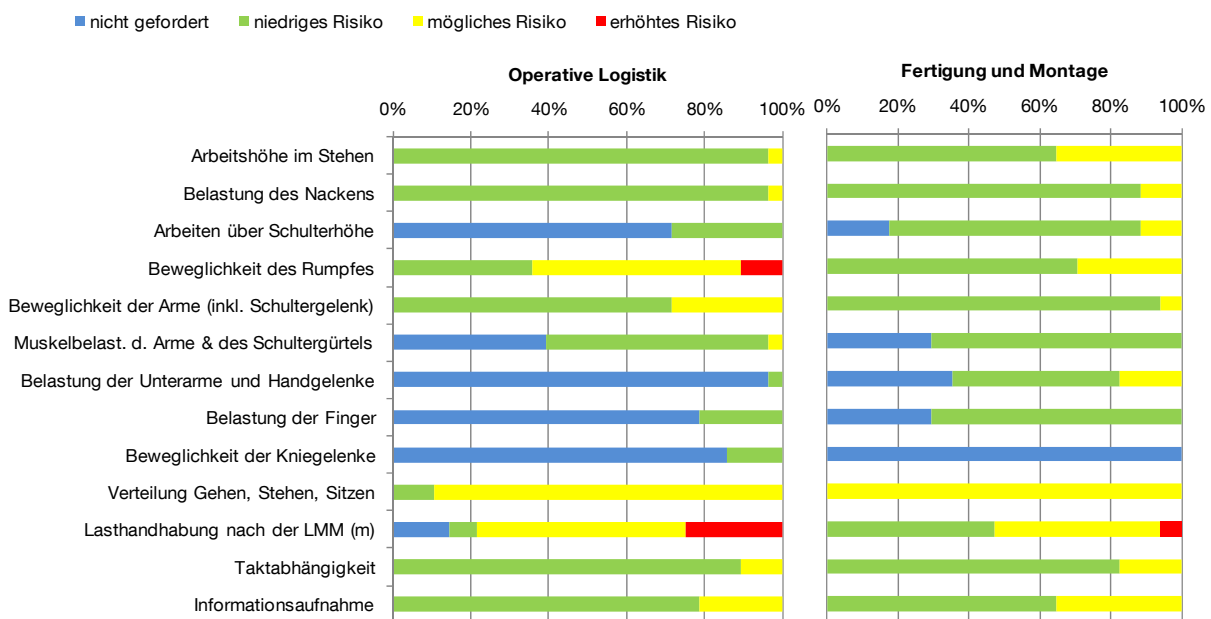 nicht gefordert niedriges Risiko mögliches Risiko erhöhtes Risiko
Operative Logistik
0% 20% 40% 60% 80% 100%
Fertigung und Montage
0% 20% 40% 60% 80% 100%
Arbeitshöhe im Stehen
Belastung des Nackens
Arbeiten über Schulterhöhe
Beweglichkeit des Rumpfes
Beweglichkeit der Arme (inkl. Schultergelenk)
Muskelbelast. d. Arme & des Schultergürtels
Belastung der Unterarme und Handgelenke
Belastung der Finger
Beweglichkeit der Kniegelenke
Verteilung Gehen, Stehen, Sitzen
Lasthandhabung nach der LMM (m)
Taktabhängigkeit
Informationsaufnahme